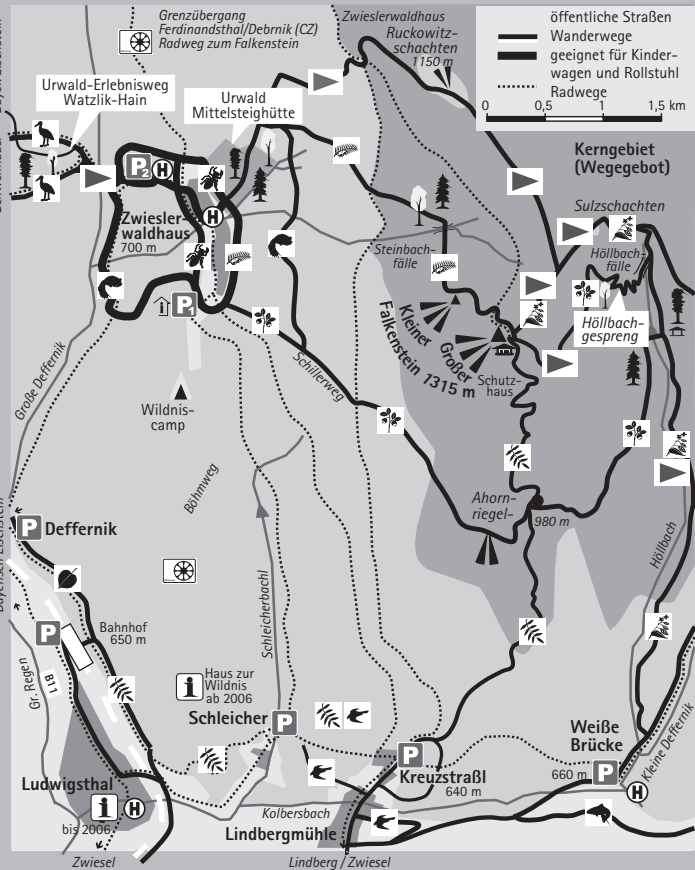 Grenzübergang
Ferdinandsthal/Debrnik (CZ)
Radweg zum Falkenstein
Zwieslerwaldhaus
Ruckowitz-
schachten
1150 m
öffentliche Straßen
Wanderwege
geeignet für Kinder-
wagen und Rollstuhl
Radwege
0 0,5 1 1,5 km
Urwald-Erlebnisweg
Watzlik-Hain
Urwald
Mittelsteighütte
Kerngebiet
(Wegegebot)
P2
H
Zwiesler-
waldhaus
700 m
H
Sulzschachten
Steinbach-
fälle
Höllbach-
fälle
i
P1
Höllbach-
gespreng
Kleiner
Großer
Falkenstein 1315 m
Schutz-
haus
Große Deffernik
Schillerweg
Wildnis-
camp
Böhmweg
Ahorn-
riegel-
980 m
P
Deffernik
Höllbach
Schleicherbachl
P
Bahnhof
650 m
Gr. Regen
B11
i
Haus zur
Wildnis
ab 2006
Schleicher
P
P
Kreuzstraßl
640 m
Weiße
Brücke
660 m
P
H
Kleine Deffernik
Ludwigsthal
i
H
bis 2006
Kolbersbach
Lindbergmühle
Zwiesel
Lindberg / Zwiesel